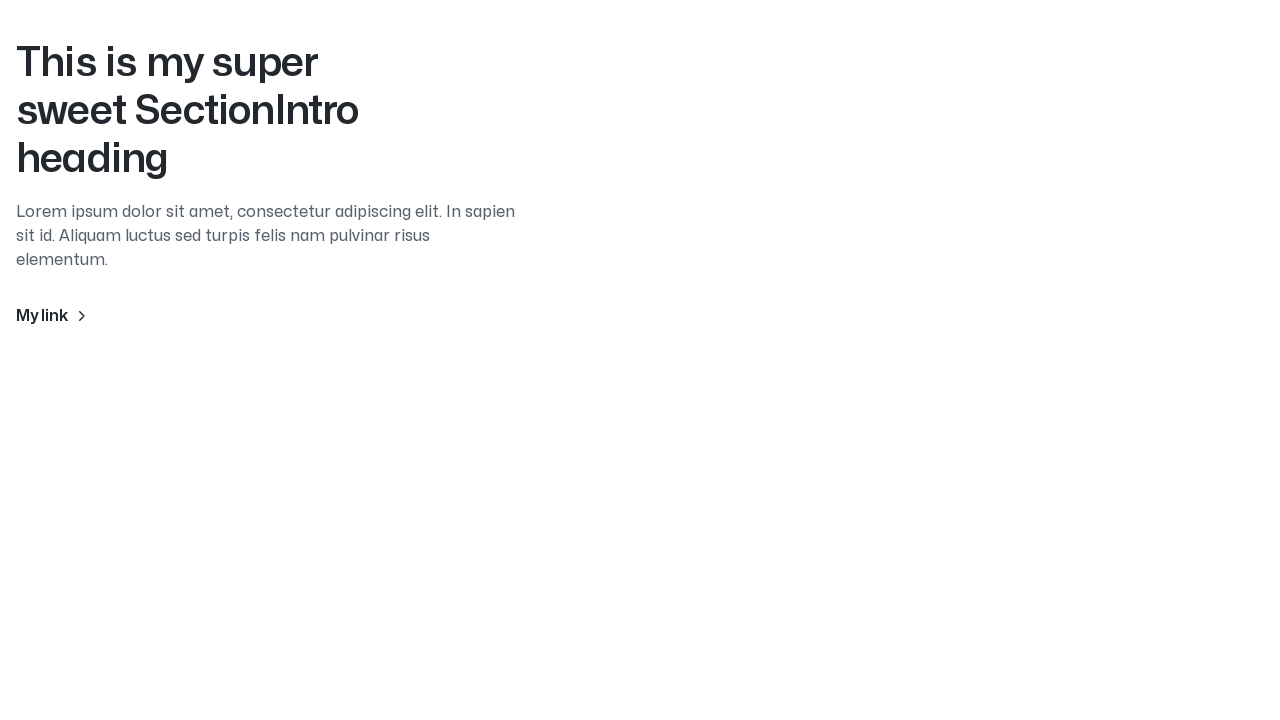 This is my super
sweet SectionIntro
heading
Lorem ipsum dolor sit amet, consectetur adipiscing elit. In sapien
sit id. Aliquam luctus sed turpis felis nam pulvinar risus
elementum.
My link